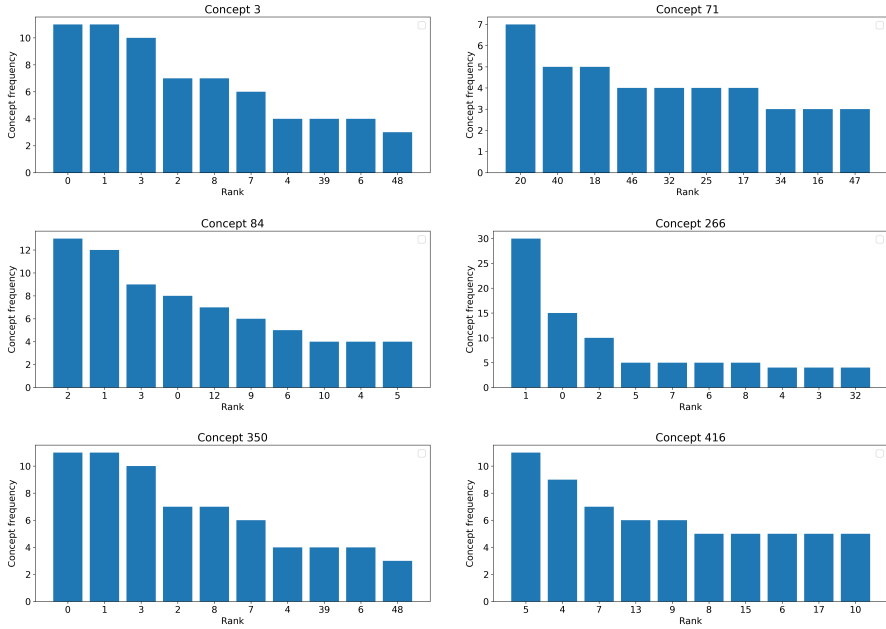 Concept 3
Concept frequency
10
8
6
4
2
0
0 1 3 2 8 7 4 39 6 48
Rank
Concept 71
Concept frequency
7
6
5
4
3
2
1
0
20 40 18 46 32 25 17 34 16 47
Rank
Concept 84
Concept frequency
12
10
8
6
4
2
0
2 1 3 0 12 9 6 10 4 5
Rank
Concept 266
Concept frequency
30
25
20
15
10
5
0
1 0 2 5 7 6 8 4 3 32
Rank
Concept 350
Concept frequency
10
8
6
4
2
0
0 1 3 2 8 7 4 39 6 48
Rank
Concept 416
Concept frequency
10
8
6
4
2
0
5 4 7 13 9 8 15 6 17 10
Rank